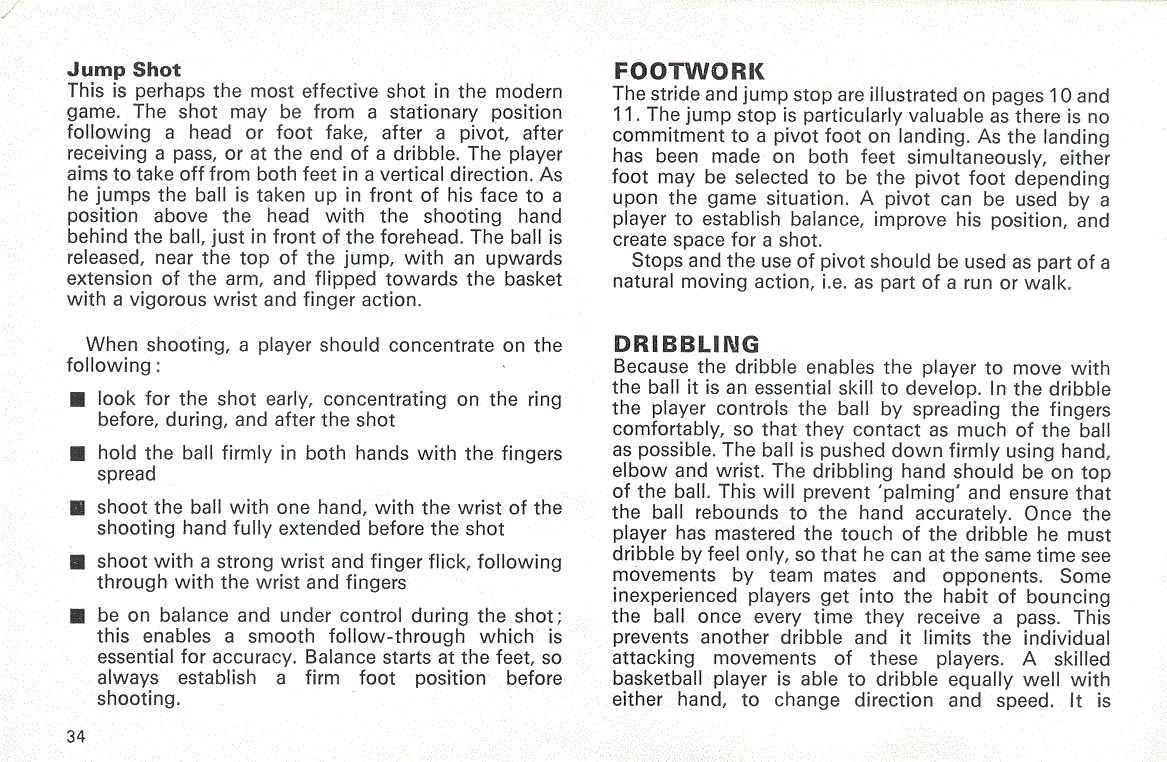 Jump Shot
This is perhaps the most effective shot in the modern
game. The shot may be from a stationary position
following a head or foot fake, after a pivot, after
receiving a pass, or at the end of a dribble. The player
aims to take off from both feet in a vertical direction. As
he jumps the ball is taken up in front of his face to a
position above the head with the shooting hand
behind the ball, just in front of the forehead. The ball is
released, near the top of the jump, with an upwards
extension of the arm, and flipped towards the basket
with a vigorous wrist and finger action.
When shooting, a player should concentrate on the
following:
■ look for the shot early, concentrating on the ring
before, during, and after the shot
■ hold the ball firmly in both hands with the fingers
spread
■ shoot the ball with one hand, with the wrist of the
shooting hand fully extended before the shot
■ shoot with a strong wrist and finger flick, following
through with the wrist and fingers
■ be on balance and under control during the shot;
this enables a smooth follow-through which is
essential for accuracy. Balance starts at the feet, so
always establish a firm foot position before
shooting.
34
FOOTWORK
The stride and jump stop are illustrated on pages 10 and
11. The jump stop is particularly valuable as there is no
commitment to a pivot foot on landing. As the landing
has been made on both feet simultaneously, either
foot may be selected to be the pivot foot depending
upon the game situation. A pivot can be used by a
player to establish balance, improve his position, and
create space for a shot.
Stops and the use of pivot should be used as part of a
natural moving action, i.e. as part of a run or walk.
DRIBBLING
Because the dribble enables the player to move with
the ball it is an essential skill to develop. In the dribble
the player controls the ball by spreading the fingers
comfortably, so that they contact as much of the ball
as possible. The ball is pushed down firmly using hand,
elbow and wrist. The dribbling hand should be on top
of the ball. This will prevent 'palming' and ensure that
the ball rebounds to the hand accurately. Once the
player has mastered the touch of the dribble he must
dribble by feel only, so that he can at the same time see
movements by team mates and opponents. Some
inexperienced players get into the habit of bouncing
the ball once every time they receive a pass. This
prevents another dribble and it limits the individual
attacking movements of these players. A skilled
basketball player is able to dribble equally well with
either hand, to change direction and speed. It is